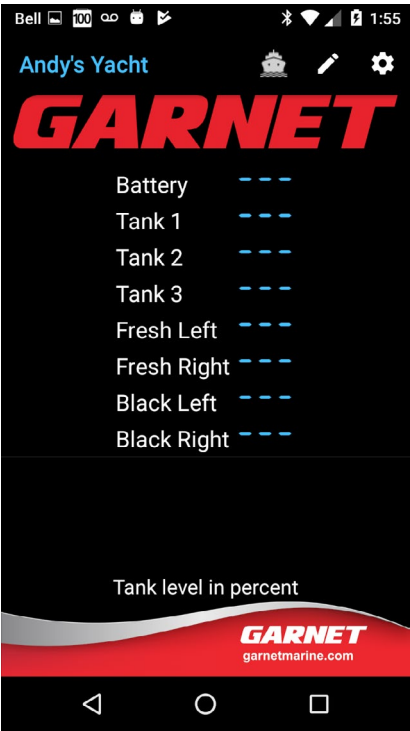 Bell 100 1:55
Andy's Yacht
GARNET
Battery ---
Tank 1 ---
Tank 2 ---
Tank 3 ---
Fresh Left ---
Fresh Right ---
Black Left ---
Black Right ---
Tank level in percent
GARNET
garnetmarine.com